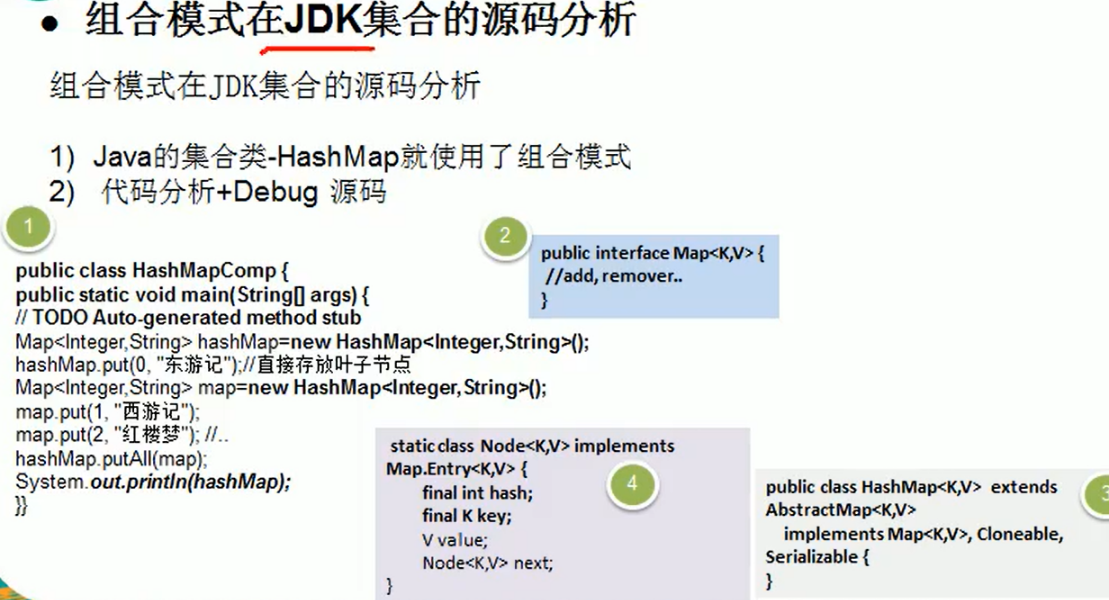 ● 组合模式在JDK集合的源码分析
组合模式在JDK集合的源码分析
1) Java的集合类-HashMap就使用了组合模式
2) 代码分析+Debug 源码
1
public class HashMapComp {
public static void main(String[] args) {
// TODO Auto-generated method stub
Map<Integer,String> hashMap=new HashMap<Integer,String>();
hashMap.put(0, "东游记");//直接存放叶子节点
Map<Integer,String> map=new HashMap<Integer,String>();
map.put(1, "西游记");
map.put(2, "红楼梦"); //..
hashMap.putAll(map);
System.out.println(hashMap);
}}
2
public interface Map<K,V> {
//add, remover..
}
4
static class Node<K,V> implements
Map.Entry<K,V> {
final int hash;
final K key;
V value;
Node<K,V> next;
}
3
public class HashMap<K,V> extends
AbstractMap<K,V>
implements Map<K,V>, Cloneable,
Serializable {
}